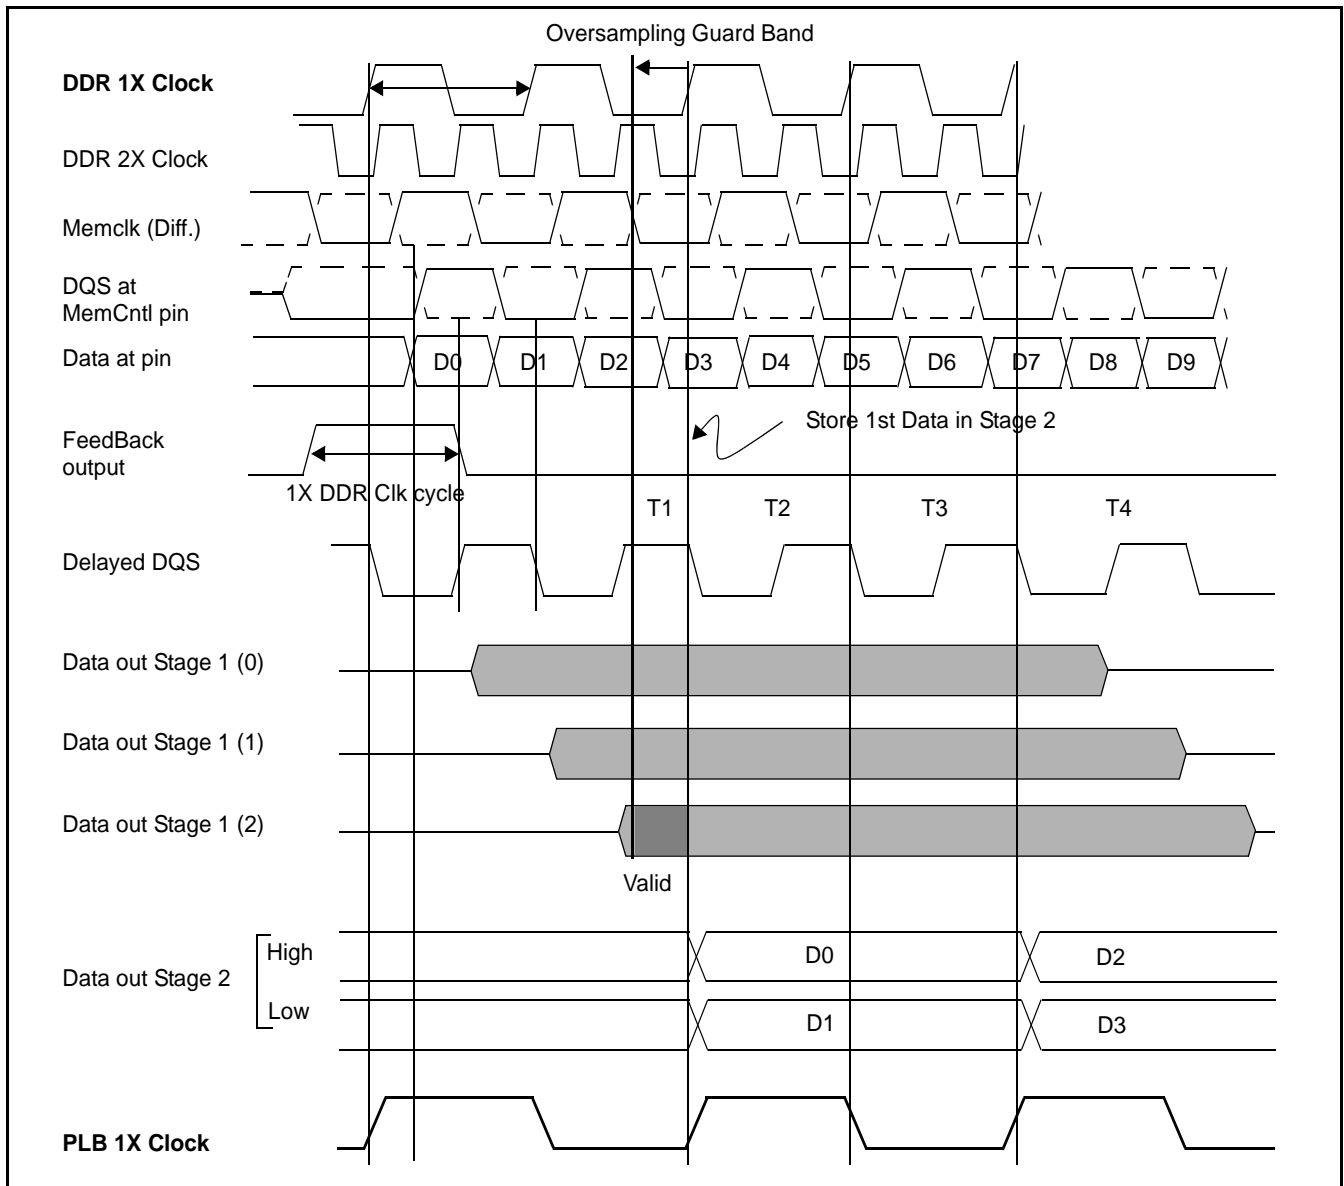 Oversampling Guard Band
DDR 1X Clock
DDR 2X Clock
Memclk (Diff.)
DQS at
MemCntl pin
Data at pin
D0 D1 D2 D3 D4 D5 D6 D7 D8 D9
Store 1st Data in Stage 2
FeedBack
output
1X DDR Clk cycle
T1 T2 T3 T4
Delayed DQS
Data out Stage 1 (0)
Data out Stage 1 (1)
Data out Stage 1 (2)
Valid
High D0 D2
Data out Stage 2
Low D1 D3
PLB 1X Clock